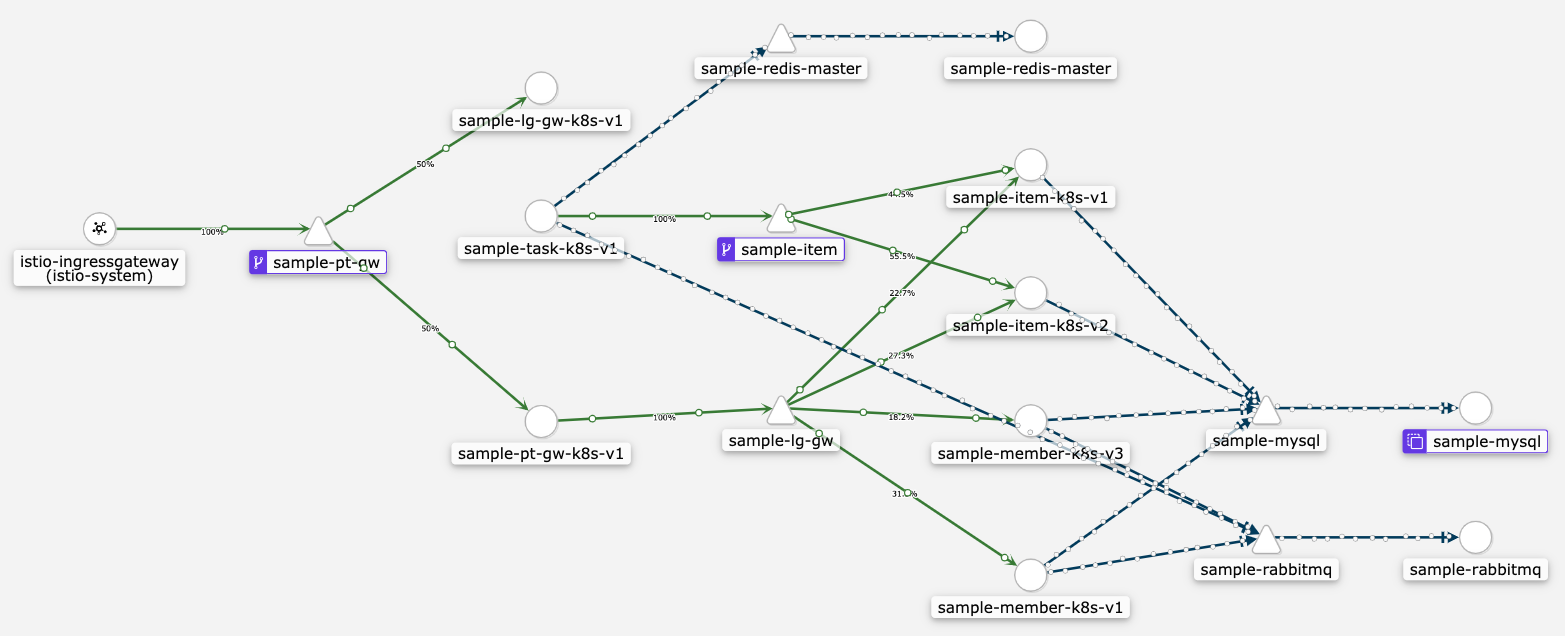 sample-redis-master
sample-redis-master
sample-lg-gw-k8s-v1
50%
sample-item-k8s-v1
44.5%
100%
100%
sample-task-k8s-v1
sample-item
istio-ingressgateway
(istio-system)
sample-pt-gw
55.5%
22.7%
50%
sample-item-k8s-v2
27.3%
100%
18.2%
sample-pt-gw-k8s-v1
sample-lg-gw
sample-member-k8s-v3
sample-mysql
sample-mysql
sample-rabbitmq
sample-rabbitmq
sample-member-k8s-v1